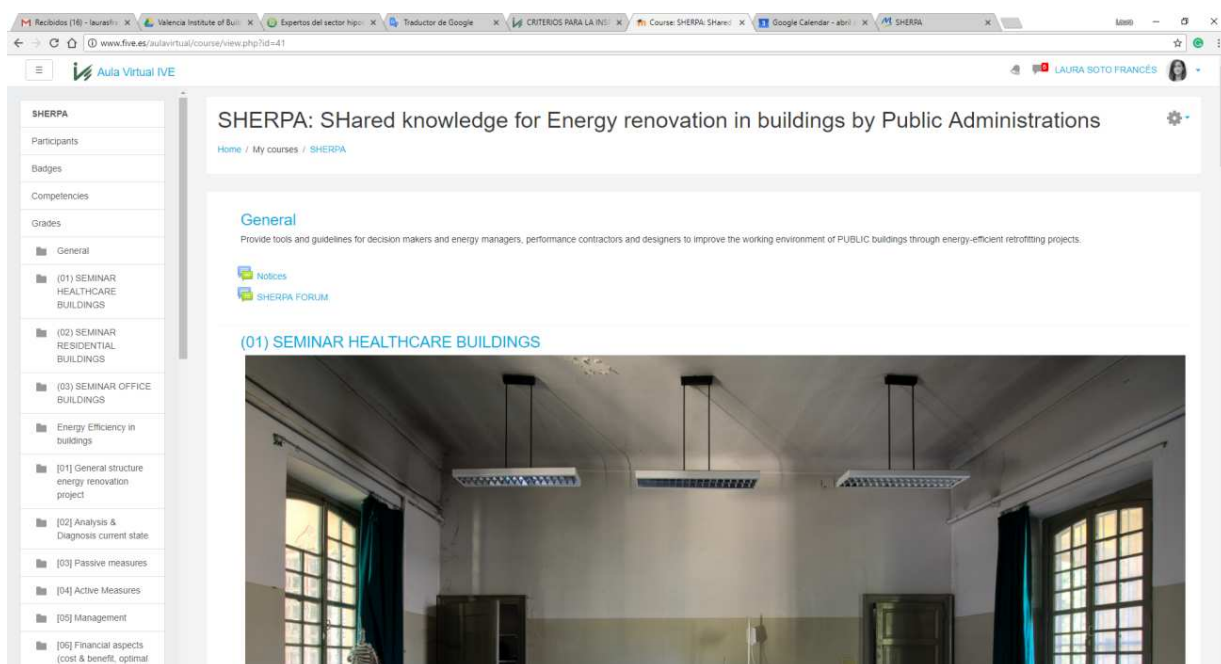 Recibidos (16) - laurasfr
Valencia Institute of Buil
Expertos del sector hipo
Traductor de Google
CRITERIOS PARA LA INS
Course: SHERPA: SHared
Google Calendar - abril
SHERPA
www.five.es/aulavirtual/course/view.php?id=41
Aula Virtual IVE
0
LAURA SOTO FRANCÉS
SHERPA
Participants
Badges
Competencies
Grades
General
(01) SEMINAR
HEALTHCARE
BUILDINGS
(02) SEMINAR
RESIDENTIAL
BUILDINGS
(03) SEMINAR OFFICE
BUILDINGS
Energy Efficiency in
buildings
[01] General structure
energy renovation
project
[02] Analysis &
Diagnosis current state
[03] Passive measures
[04] Active Measures
[05] Management
[06] Financial aspects
(cost & benefit, optimal
SHERPA: SHared knowledge for Energy renovation in buildings by Public Administrations
Home / My courses / SHERPA
General
Provide tools and guidelines for decision makers and energy managers, performance contractors and designers to improve the working environment of PUBLIC buildings through energy-efficient retrofitting projects.
Notices
SHERPA FORUM
(01) SEMINAR HEALTHCARE BUILDINGS